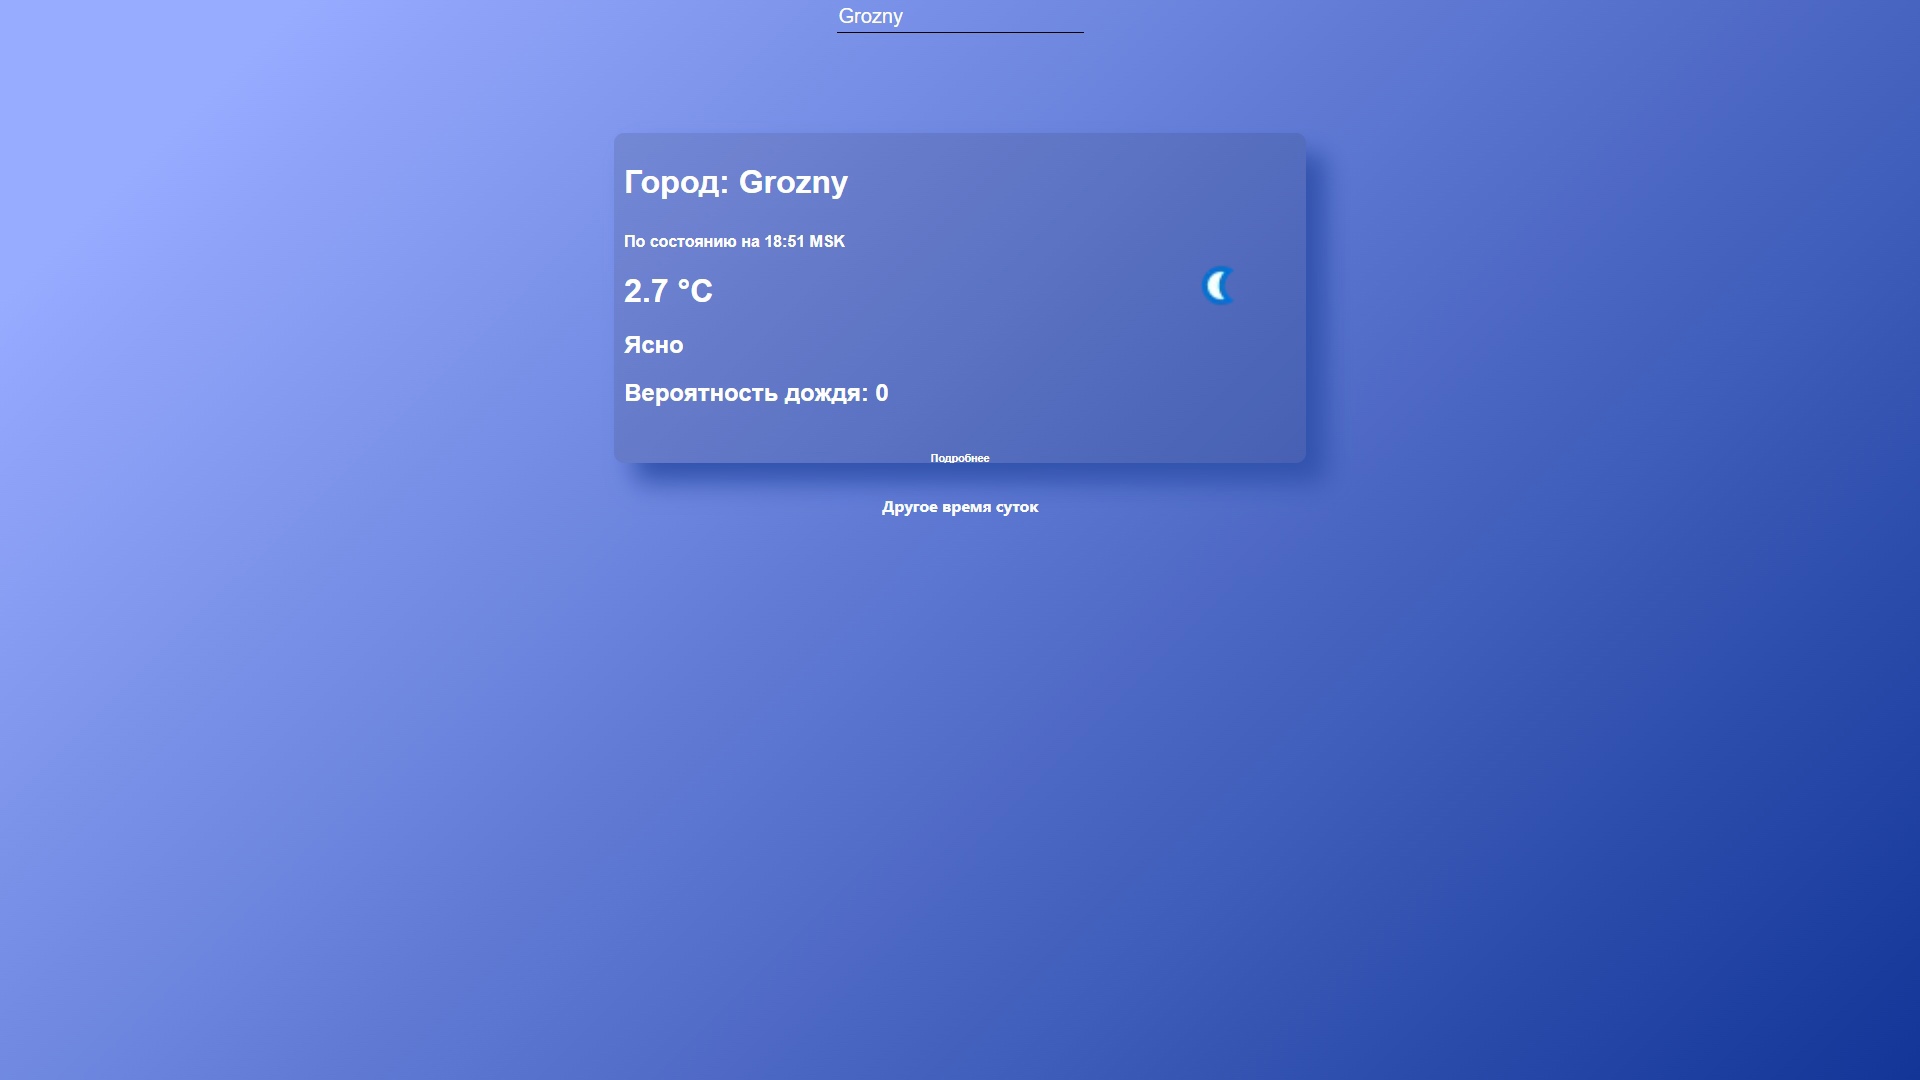 Grozny
Город: Grozny
По состоянию на 18:51 MSK
2.7 °C
Ясно
Вероятность дождя: 0
Подробнее
Другое время суток